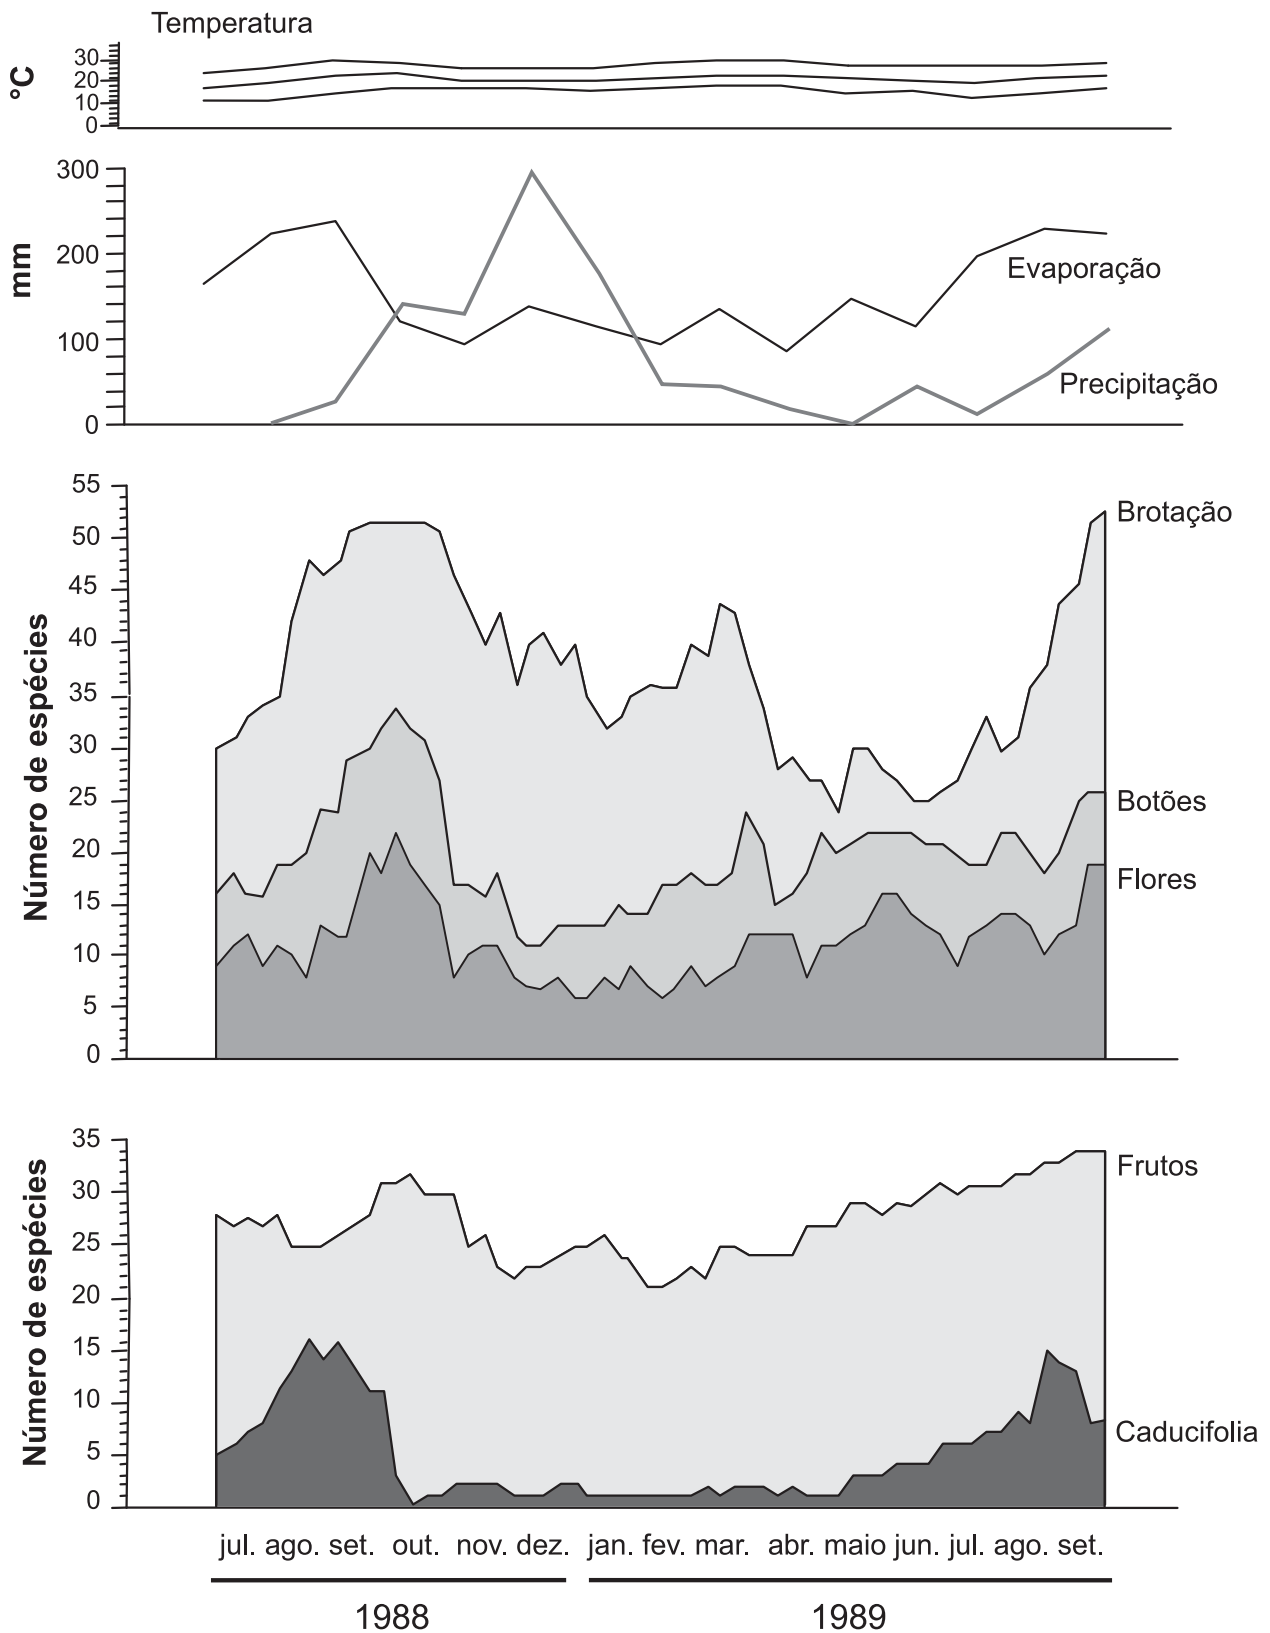 Temperatura
°C
30
20
10
0
mm
300
200
100
0
Evaporação
Precipitação
Número de espécies
55
50
45
40
35
30
25
20
15
10
5
0
Brotação
Botões
Flores
Número de espécies
35
30
25
20
15
10
5
0
Frutos
Caducifolia
jul. ago. set. out. nov. dez. jan. fev. mar. abr. maio jun. jul. ago. set.
1988 1989